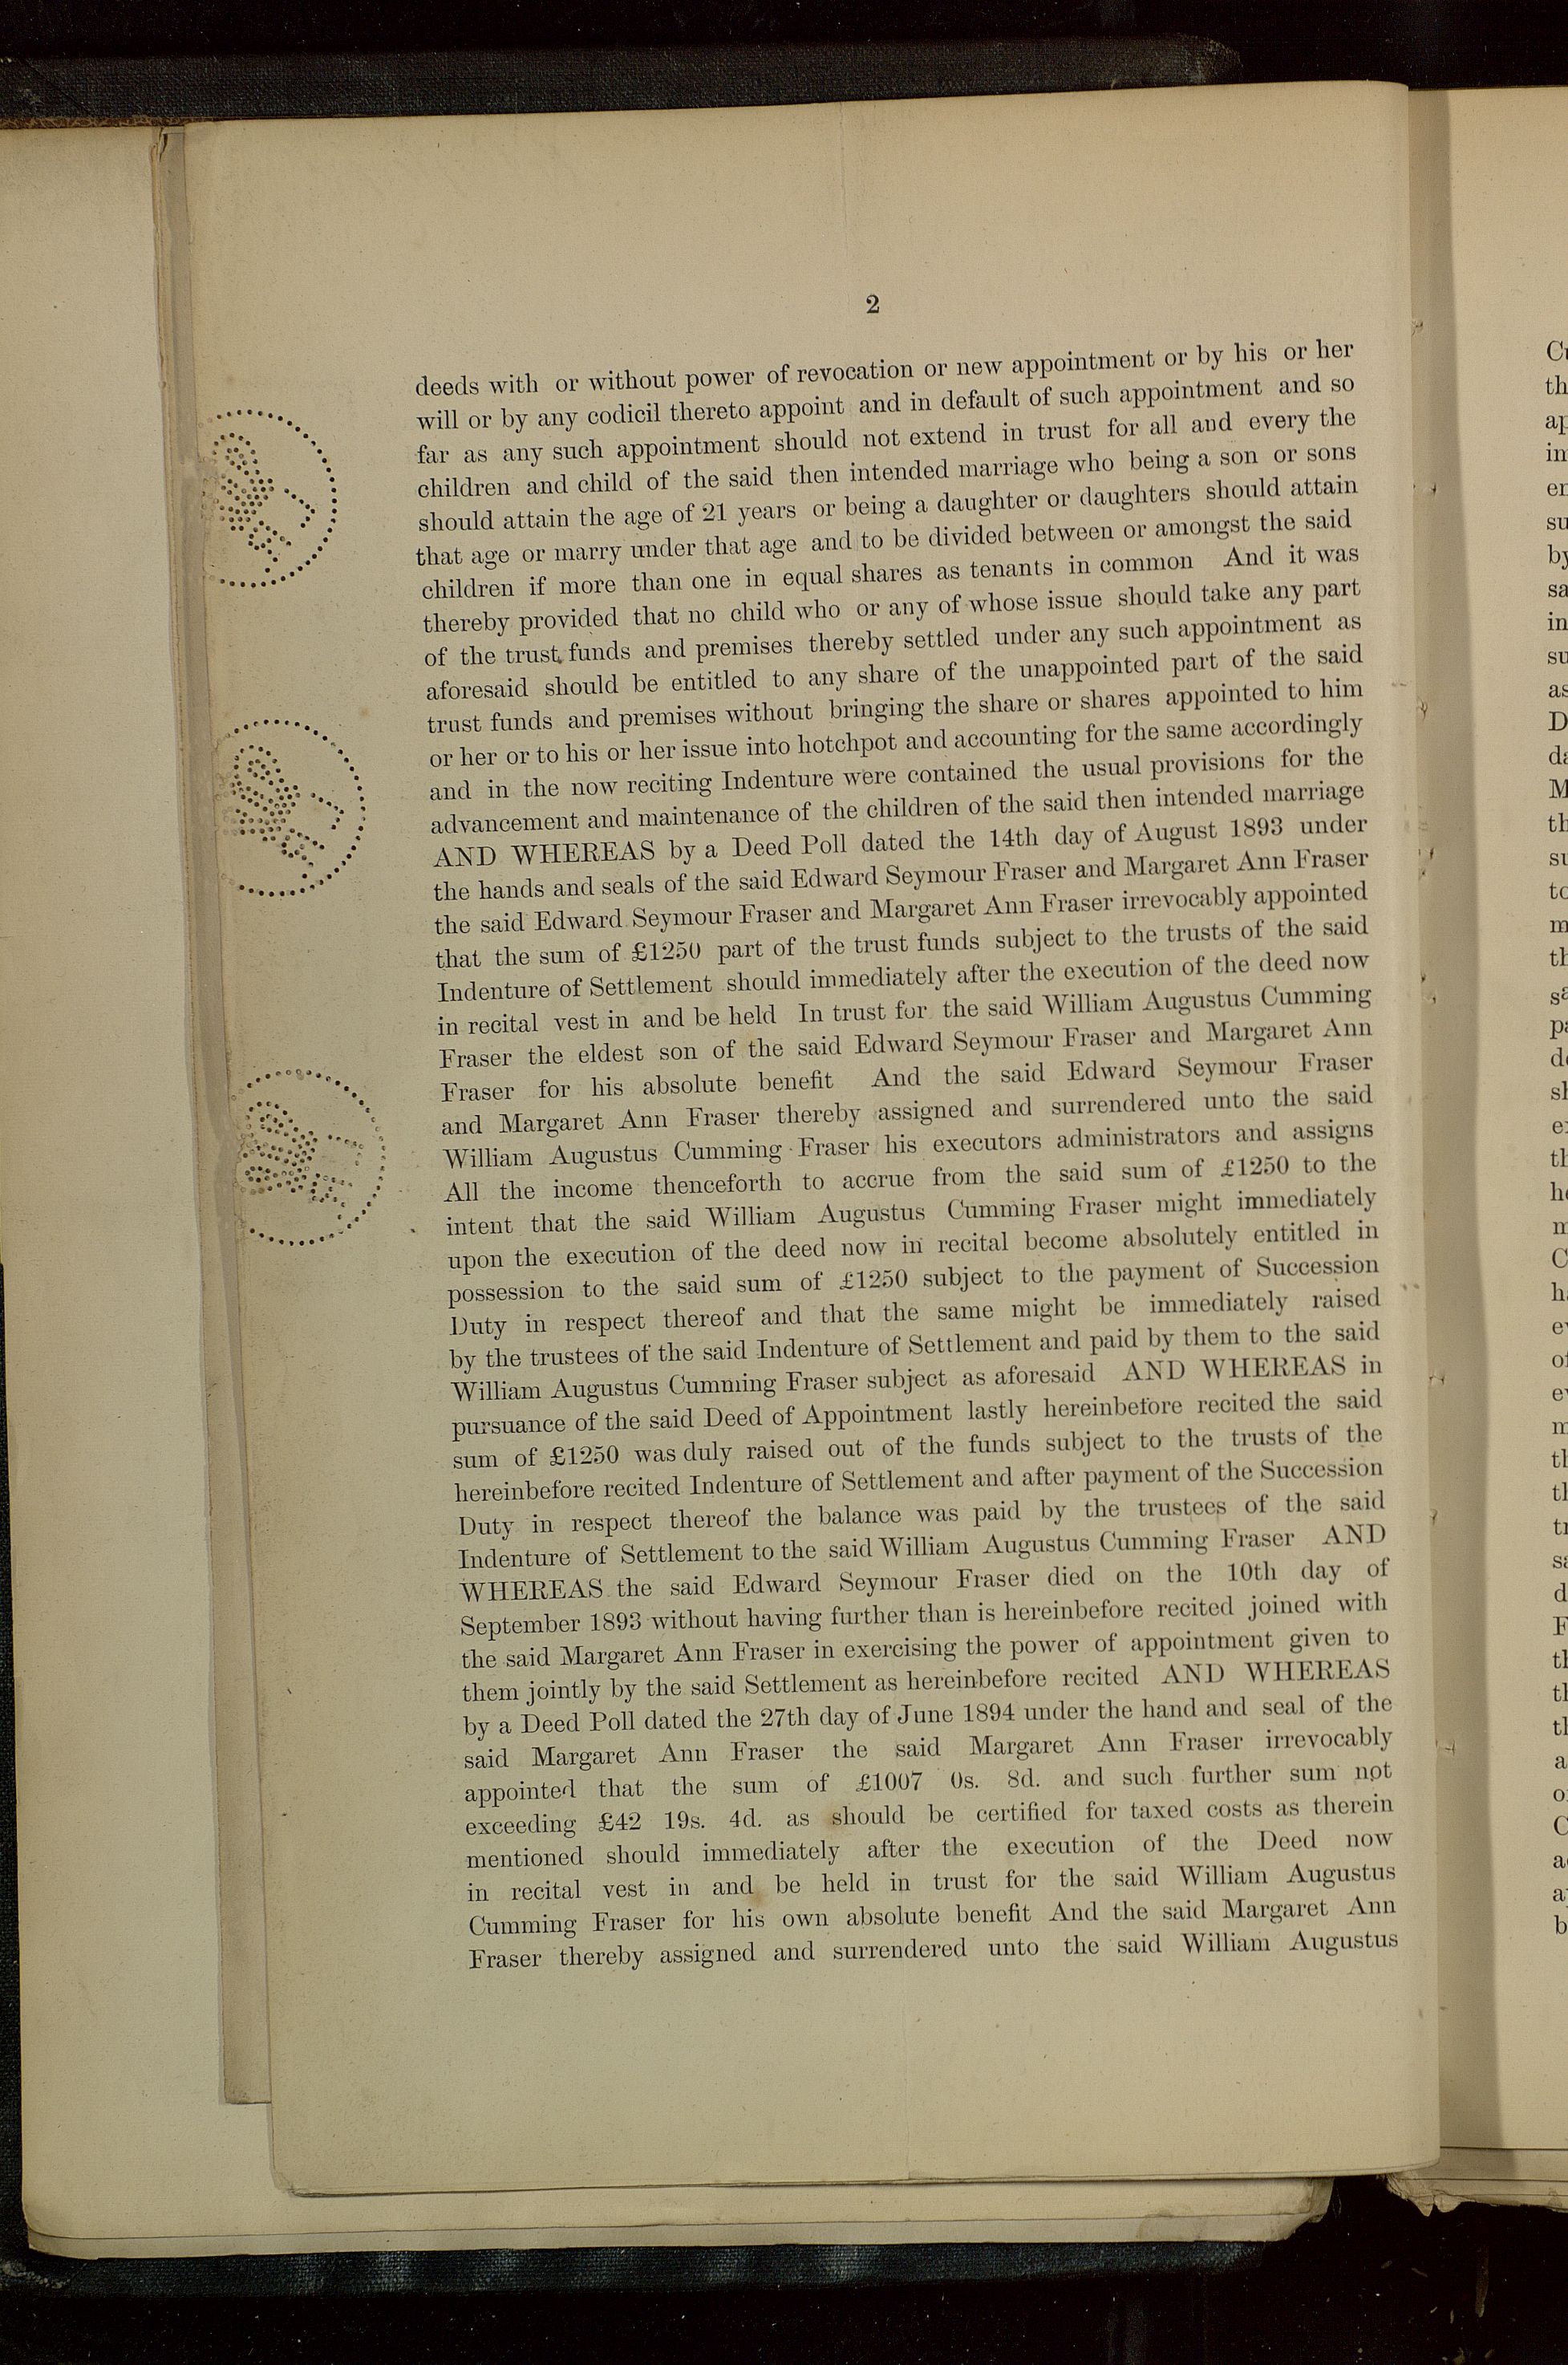 2
deeds with or without power of revocation or new appointment or by his or her
will or by any codicil thereto appoint and in default of such appointment and so
far as any such appointment should not extend in trust for all and every the
children and child of the said then intended marriage who being a son or sons
should attain the age of 21 years or being a daughter or daughters should attain
that age or marry under that age and to be divided between or amongst the said
children if more than one in equal shares as tenants in common And it was
thereby provided that no child who or any of whose issue should take any part
of the trust funds and premises thereby settled under any such appointment as
aforesaid should be entitled to any share of the unappointed part of the said
trust funds and premises without bringing the share or shares appointed to him
or her or to his or her issue into hotchpot and accounting for the same accordingly
and in the now reciting Indenture were contained the usual provisions for the
advancement and maintenance of the children of the said then intended marriage
AND WHEREAS by a Deed Poll dated the 14th day of August 1893 under
the hands and seals of the said Edward Seymour Fraser and Margaret Ann Fraser
the said Edward Seymour Fraser and Margaret Ann Fraser irrevocably appointed
that the sum of £1250 part of the trust funds subject to the trusts of the said
Indenture of Settlement should immediately after the execution of the deed now
in recital vest in and be held In trust for the said William Augustus Cumming
Fraser the eldest son of the said Edward Seymour Fraser and Margaret Ann
Fraser for his absolute benefit And the said Edward Seymour Fraser
and Margaret Ann Fraser thereby assigned and surrendered unto the said
William Augustus Cumming Fraser his executors administrators and assigns
All the income thenceforth to accrue from the said sum of £1250 to the
intent that the said William Augustus Cumming Fraser might immediately
upon the execution of the deed now in recital become absolutely entitled in
possession to the said sum of £1250 subject to the payment of Succession
Duty in respect thereof and that the same might be immediately raised
by the trustees of the said Indenture of Settlement and paid by them to the said
William Augustus Cumming Fraser subject as aforesaid AND WHEREAS in
pursuance of the said Deed of Appointment lastly hereinbefore recited the said
sum of £1250 was duly raised out of the funds subject to the trusts of the
hereinbefore recited Indenture of Settlement and after payment of the Succession
Duty in respect thereof the balance was paid by the trustees of the said
Indenture of Settlement to the said William Augustus Cumming Fraser AND
WHEREAS the said Edward Seymour Fraser died on the 10th day of
September 1893 without having further than is hereinbefore recited joined with
the said Margaret Ann Fraser in exercising the power of appointment given to
them jointly by the said Settlement as hereinbefore recited AND WHEREAS
by a Deed Poll dated the 27th day of June 1894 under the hand and seal of the
said Margaret Ann Fraser the said Margaret Ann Fraser irrevocably
appointed that the sum of £1007 0s. 8d. and such further sum not
exceeding £42 19s. 4d. as should be certified for taxed costs as therein
mentioned should immediately after the execution of the Deed now
in recital vest in and be held in trust for the said William Augustus
Cumming Fraser for his own absolute benefit And the said Margaret Ann
Fraser thereby assigned and surrendered unto the said William Augustus